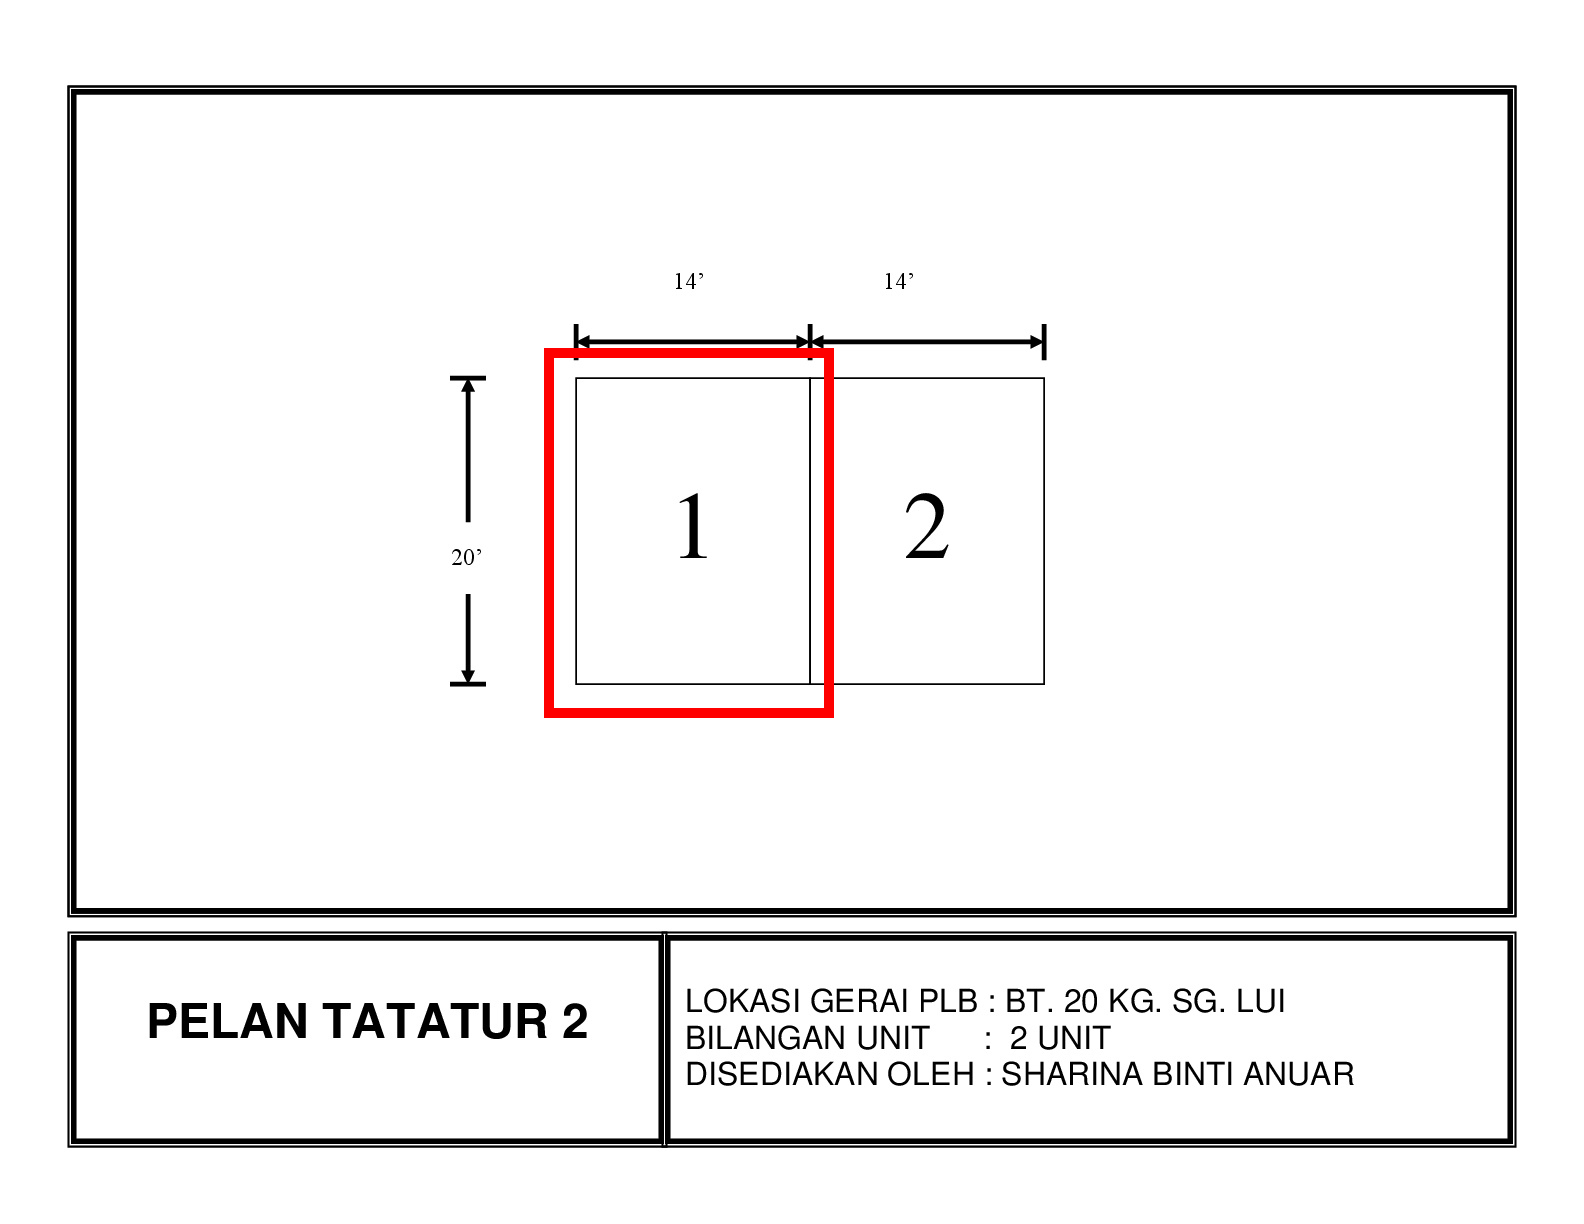 14’
14’
1
2
20’
PELAN TATATUR 2
LOKASI GERAI PLB : BT. 20 KG. SG. LUI
BILANGAN UNIT : 2 UNIT
DISEDIAKAN OLEH : SHARINA BINTI ANUAR